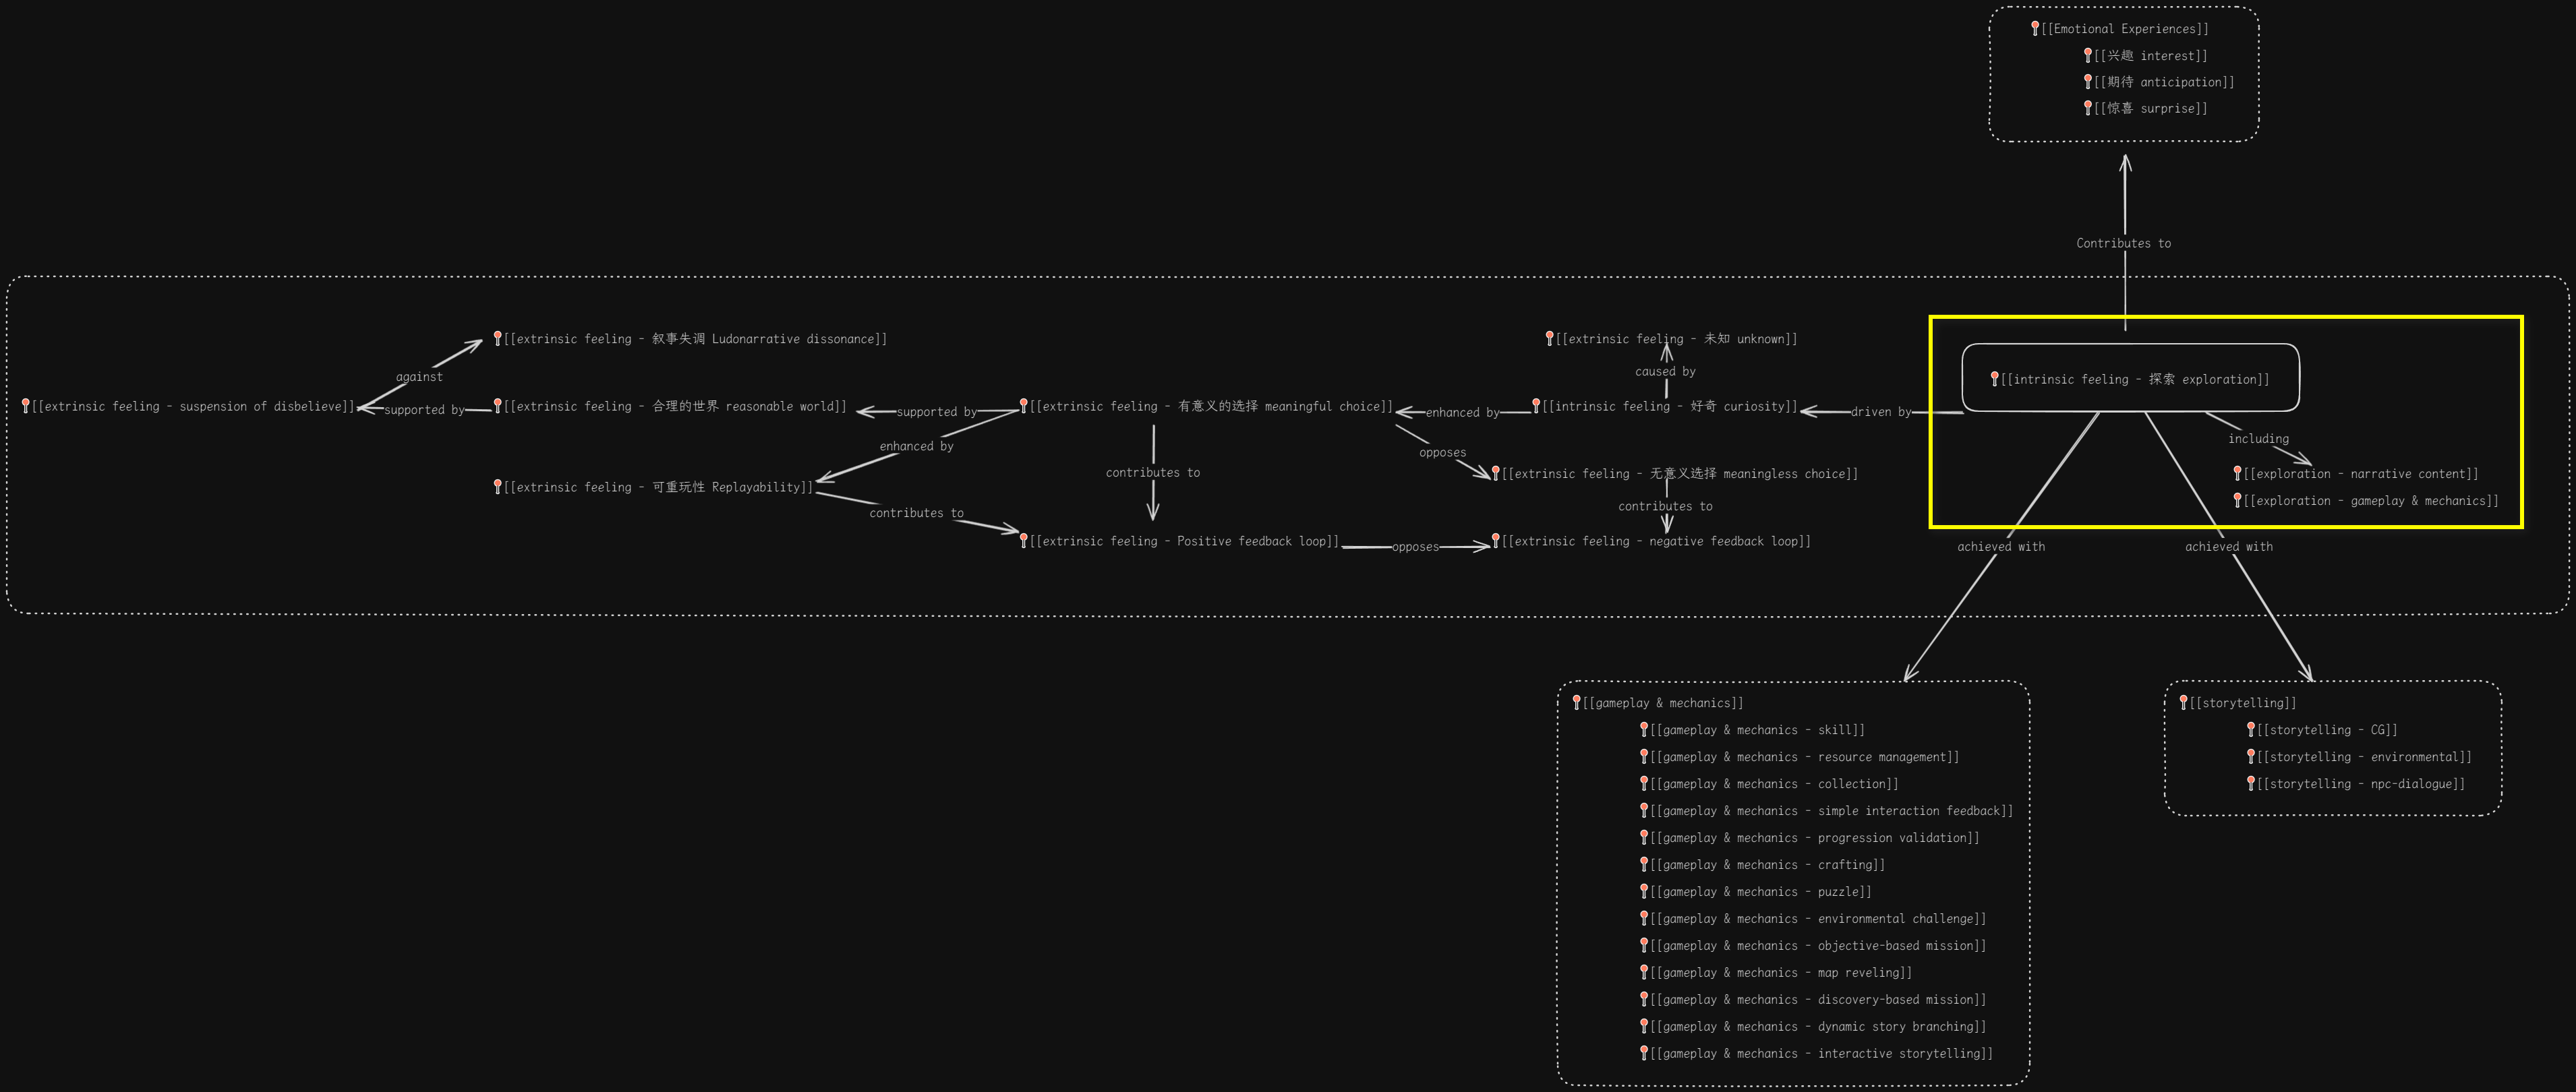 [[Emotional Experiences]]
[[兴趣 interest]]
[[期待 anticipation]]
[[惊喜 surprise]]
Contributes to
[[extrinsic feeling - 叙事失调 Ludonarrative dissonance]]
[[extrinsic feeling - 未知 unknown]]
against
caused by
[[intrinsic feeling - 探索 exploration]]
[[extrinsic feeling - suspension of disbelieve]]
supported by
[[extrinsic feeling - 合理的世界 reasonable world]]
supported by
[[extrinsic feeling - 有意义的选择 meaningful choice]]
enhanced by
[[intrinsic feeling - 好奇 curiosity]]
driven by
enhanced by
opposes
including
contributes to
[[extrinsic feeling - 无意义选择 meaningless choice]]
[[exploration - narrative content]]
[[extrinsic feeling - 可重玩性 Replayability]]
[[exploration - gameplay & mechanics]]
contributes to
contributes to
[[extrinsic feeling - Positive feedback loop]]
opposes
[[extrinsic feeling - negative feedback loop]]
achieved with
achieved with
[[gameplay & mechanics]]
[[gameplay & mechanics - skill]]
[[gameplay & mechanics - resource management]]
[[gameplay & mechanics - collection]]
[[gameplay & mechanics - simple interaction feedback]]
[[gameplay & mechanics - progression validation]]
[[gameplay & mechanics - crafting]]
[[gameplay & mechanics - puzzle]]
[[gameplay & mechanics - environmental challenge]]
[[gameplay & mechanics - objective-based mission]]
[[gameplay & mechanics - map reveling]]
[[gameplay & mechanics - discovery-based mission]]
[[gameplay & mechanics - dynamic story branching]]
[[gameplay & mechanics - interactive storytelling]]
[[storytelling]]
[[storytelling - CG]]
[[storytelling - environmental]]
[[storytelling - npc-dialogue]]